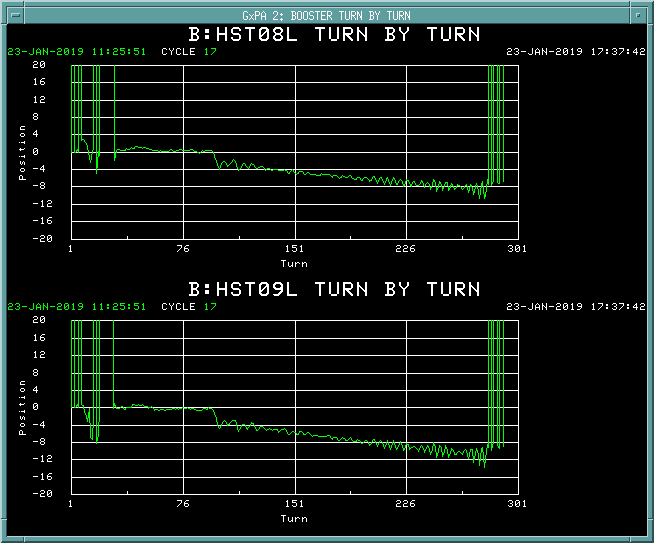 GxPA 2: BOOSTER TURN BY TURN
B:HST08L TURN BY TURN
23-JAN-2019 11:25:51 CYCLE 17 23-JAN-2019 17:37:42
20
16
12
8
4
0
-4
-8
-12
-16
-20
Position
1 76 151 226 301
Turn
B:HST09L TURN BY TURN
23-JAN-2019 11:25:51 CYCLE 17 23-JAN-2019 17:37:42
20
16
12
8
4
0
-4
-8
-12
-16
-20
Position
1 76 151 226 301
Turn